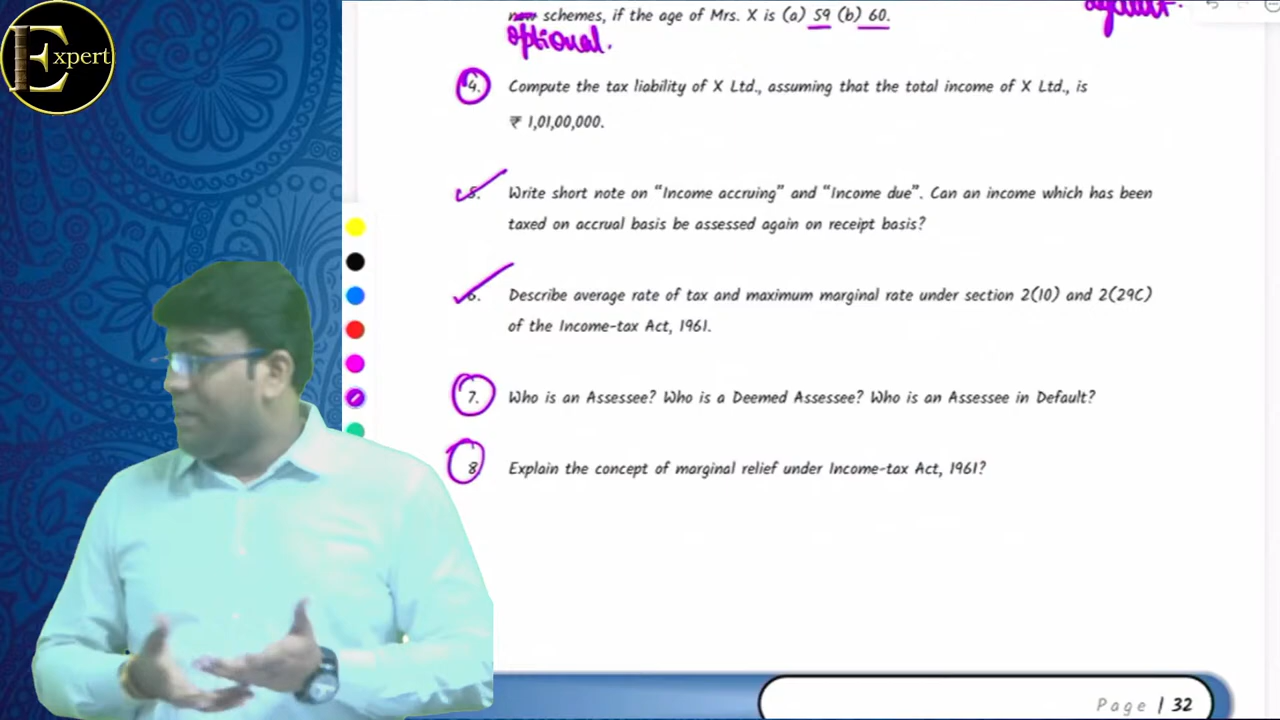 Expert
new schemes, if the age of Mrs. X is (a) 59 (b) 60.
default.
optional.
4. Compute the tax liability of X Ltd., assuming that the total income of X Ltd., is
₹ 1,01,00,000.
5. Write short note on “Income accruing” and “Income due”. Can an income which has been
taxed on accrual basis be assessed again on receipt basis?
6. Describe average rate of tax and maximum marginal rate under section 2(10) and 2(29C)
of the Income-tax Act, 1961.
7. Who is an Assessee? Who is a Deemed Assessee? Who is an Assessee in Default?
8 Explain the concept of marginal relief under Income-tax Act, 1961?
Page | 32